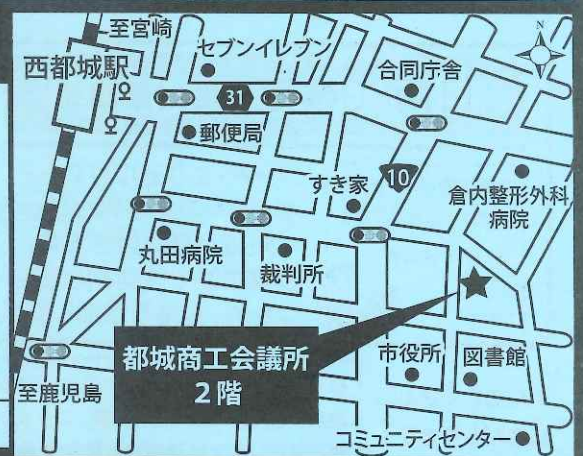 至宮崎
N
セブンイレブン
西都城駅
合同庁舎
31
郵便局
すき家
10
倉内整形外科
病院
丸田病院
裁判所
都城商工会議所
2階
市役所
図書館
至鹿児島
コミュニティセンター